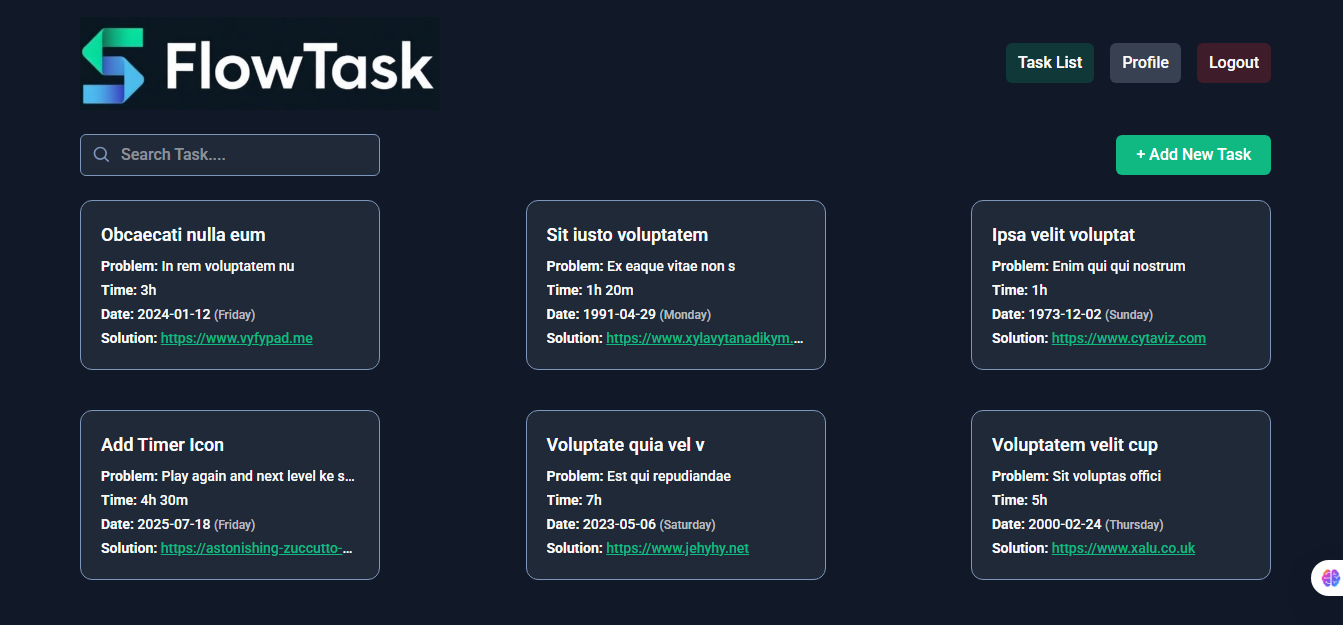 FlowTask
Task List
Profile
Logout
Search Task....
+ Add New Task
Obcaecati nulla eum
Problem: In rem voluptatem nu
Time: 3h
Date: 2024-01-12 (Friday)
Solution: https://www.vyfypad.me
Sit iusto voluptatem
Problem: Ex eaque vitae non s
Time: 1h 20m
Date: 1991-04-29 (Monday)
Solution: https://www.xylavytanadikym....
Ipsa velit voluptat
Problem: Enim qui qui nostrum
Time: 1h
Date: 1973-12-02 (Sunday)
Solution: https://www.cytaviz.com
Add Timer Icon
Problem: Play again and next level ke s...
Time: 4h 30m
Date: 2025-07-18 (Friday)
Solution: https://astonishing-zuccutto-...
Voluptate quia vel v
Problem: Est qui repudiandae
Time: 7h
Date: 2023-05-06 (Saturday)
Solution: https://www.jehyhy.net
Voluptatem velit cup
Problem: Sit voluptas offici
Time: 5h
Date: 2000-02-24 (Thursday)
Solution: https://www.xalu.co.uk